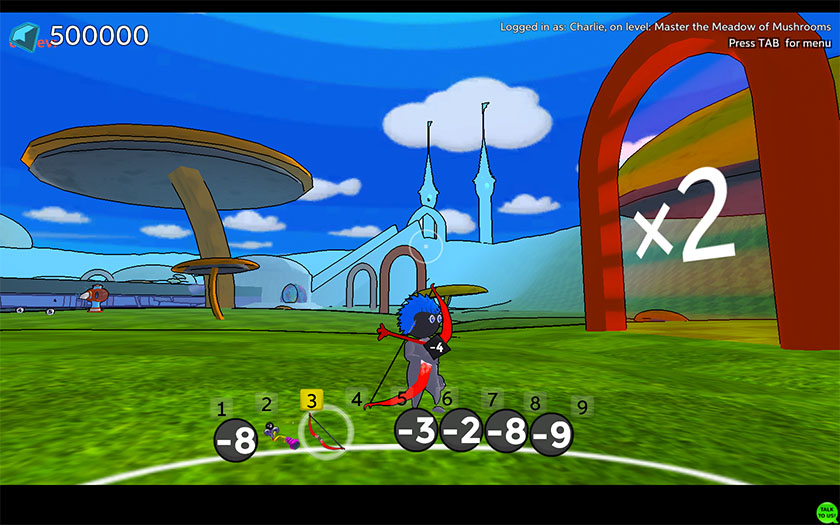 500000
Logged in as: Charlie, on level: Master the Meadow of Mushrooms
Press TAB for menu
×2
-4
1 2 3 4 5 6 7 8 9
-8 -3 -2 -8 -9
TALK TO US!